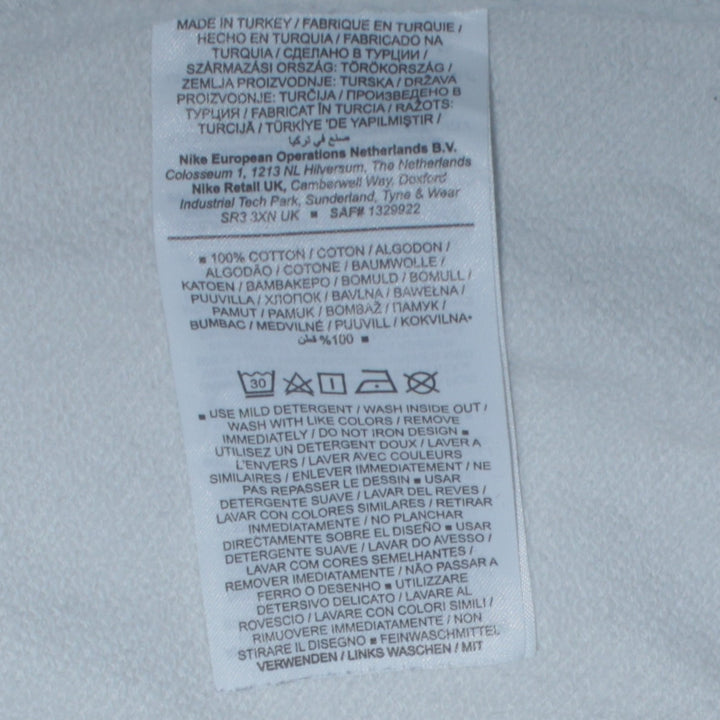 MADE IN TURKEY / FABRIQUE EN TURQUIE /
HECHO EN TURQUIA / FABRICADO NA
TURQUIA / СДЕЛАНО В ТУРЦИИ /
SZÁRMAZÁSI ORSZÁG: TÖRÖKORSZÁG /
ZEMLJA PROIZVODNJE: TURSKA / DRŽAVA
PROIZVODNJE: TURČIJA / ПРОИЗВЕДЕНО В
ТУРЦИЯ / FABRICAT ÎN TURCIA / RAŽOTS:
TURCIJĀ / TÜRKİYE 'DE YAPILMIŞTIR /
صنع في تركيا
Nike European Operations Netherlands B.V.
Colosseum 1, 1213 NL Hilversum, The Netherlands
Nike Retail UK, Camberwell Way, Doxford
Industrial Tech Park, Sunderland, Tyne & Wear
SR3 3XN UK ■ SAF# 1329922
■ 100% COTTON / COTON / ALGODON /
ALGODÃO / COTONE / BAUMWOLLE /
KATOEN / ΒΑΜΒΑΚΕΡΟ / BOMULD / BOMULL /
PUUVILLA / ХЛОПОК / BAVLNA / BAWEŁNA /
PAMUT / PAMUK / BOMBAŽ / ПАМУК /
BUMBAC / MEDVILNĖ / PUUVILL / KOKVILNA
100% قطن ■
30
■ USE MILD DETERGENT / WASH INSIDE OUT /
WASH WITH LIKE COLORS / REMOVE
IMMEDIATELY / DO NOT IRON DESIGN ■
UTILISEZ UN DETERGENT DOUX / LAVER A
L'ENVERS / LAVER AVEC COULEURS
SIMILAIRES / ENLEVER IMMEDIATEMENT / NE
PAS REPASSER LE DESSIN ■ USAR
DETERGENTE SUAVE / LAVAR DEL REVES /
LAVAR CON COLORES SIMILARES / RETIRAR
INMEDIATAMENTE / NO PLANCHAR
DIRECTAMENTE SOBRE EL DISEÑO ■ USAR
DETERGENTE SUAVE / LAVAR DO AVESSO /
LAVAR COM CORES SEMELHANTES /
REMOVER IMEDIATAMENTE / NÃO PASSAR A
FERRO O DESENHO ■ UTILIZZARE
DETERSIVO DELICATO / LAVARE AL
ROVESCIO / LAVARE CON COLORI SIMILI /
RIMUOVERE IMMEDIATAMENTE / NON
STIRARE IL DISEGNO ■ FEINWASCHMITTEL
VERWENDEN / LINKS WASCHEN / MIT